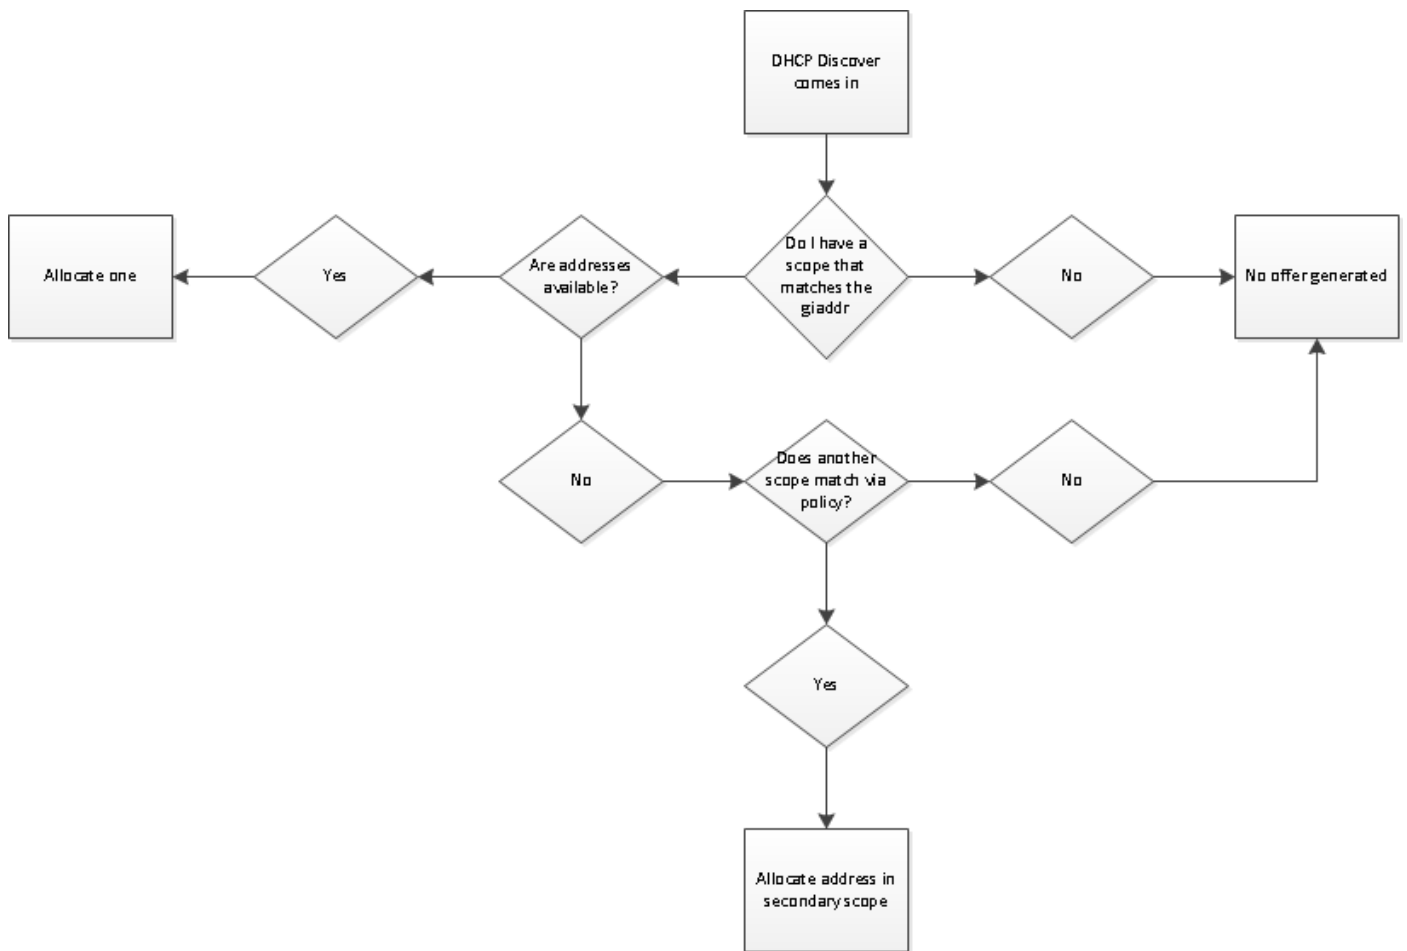 DHCP Discover
comes in
Allocate one
Yes
Are addresses
available?
Do I have a
scope that
matches the
giaddr
No
No offer generated
No
Does another
scope match via
policy?
No
Yes
Allocate address in
secondary scope